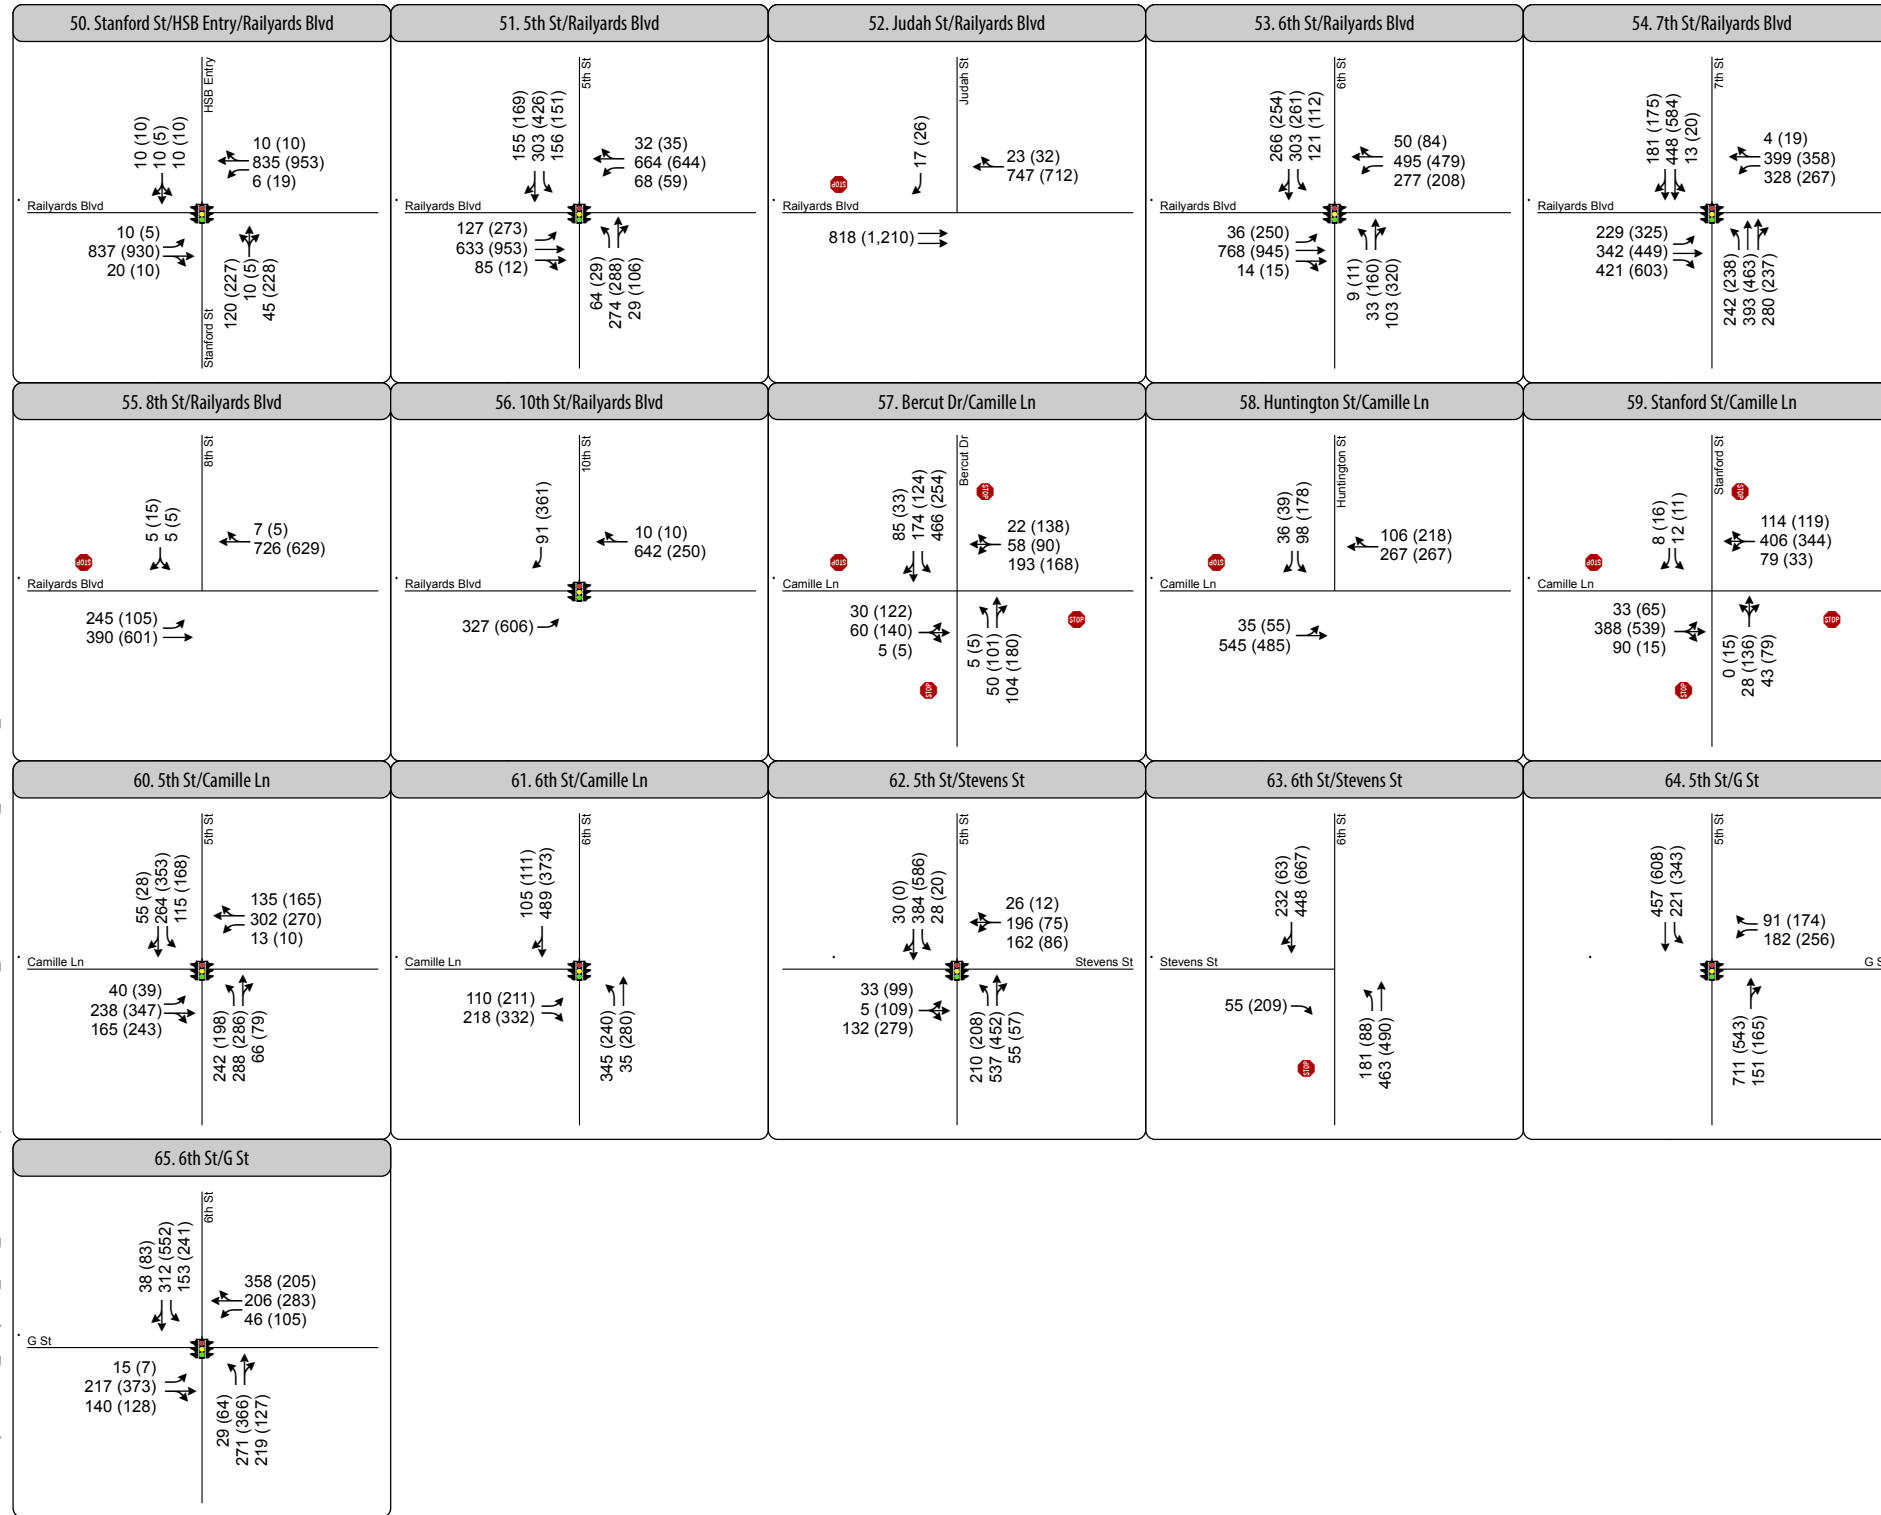 50. Stanford St/HSB Entry/Railyards Blvd
HSB Entry
10 (10)
10 (5)
10 (10)
10 (10)
835 (953)
6 (19)
Railyards Blvd
10 (5)
837 (930)
20 (10)
120 (227)
10 (5)
45 (228)
Stanford St
51. 5th St/Railyards Blvd
5th St
155 (169)
303 (426)
156 (151)
32 (35)
664 (644)
68 (59)
Railyards Blvd
127 (273)
633 (953)
85 (12)
64 (29)
274 (288)
29 (106)
52. Judah St/Railyards Blvd
Judah St
17 (26)
23 (32)
747 (712)
STOP
Railyards Blvd
818 (1,210)
53. 6th St/Railyards Blvd
6th St
266 (254)
303 (261)
121 (112)
50 (84)
495 (479)
277 (208)
Railyards Blvd
36 (250)
768 (945)
14 (15)
9 (11)
33 (160)
103 (320)
54. 7th St/Railyards Blvd
7th St
181 (175)
448 (584)
13 (20)
4 (19)
399 (358)
328 (267)
Railyards Blvd
229 (325)
342 (449)
421 (603)
242 (238)
393 (463)
280 (237)
55. 8th St/Railyards Blvd
8th St
5 (15)
5 (5)
7 (5)
726 (629)
STOP
Railyards Blvd
245 (105)
390 (601)
56. 10th St/Railyards Blvd
10th St
91 (361)
10 (10)
642 (250)
Railyards Blvd
327 (606)
57. Bercut Dr/Camille Ln
Bercut Dr
85 (33)
174 (124)
466 (254)
STOP
22 (138)
58 (90)
193 (168)
STOP
Camille Ln
30 (122)
60 (140)
5 (5)
STOP
5 (5)
50 (101)
104 (180)
STOP
58. Huntington St/Camille Ln
Huntington St
36 (39)
98 (178)
106 (218)
267 (267)
STOP
Camille Ln
35 (55)
545 (485)
59. Stanford St/Camille Ln
Stanford St
8 (16)
12 (11)
STOP
114 (119)
406 (344)
79 (33)
STOP
Camille Ln
33 (65)
388 (539)
90 (15)
STOP
0 (15)
28 (136)
43 (79)
STOP
60. 5th St/Camille Ln
5th St
55 (28)
264 (353)
115 (168)
135 (165)
302 (270)
13 (10)
Camille Ln
40 (39)
238 (347)
165 (243)
242 (198)
288 (286)
66 (79)
61. 6th St/Camille Ln
6th St
105 (111)
489 (373)
Camille Ln
110 (211)
218 (332)
345 (240)
35 (280)
62. 5th St/Stevens St
5th St
30 (0)
384 (586)
28 (20)
26 (12)
196 (75)
162 (86)
Stevens St
33 (99)
5 (109)
132 (279)
210 (208)
537 (452)
55 (57)
63. 6th St/Stevens St
6th St
232 (63)
448 (667)
Stevens St
55 (209)
STOP
181 (88)
463 (490)
64. 5th St/G St
5th St
457 (608)
221 (343)
91 (174)
182 (256)
G S
711 (543)
151 (165)
65. 6th St/G St
6th St
38 (83)
312 (552)
153 (241)
358 (205)
206 (283)
46 (105)
G St
15 (7)
217 (373)
140 (128)
29 (64)
271 (366)
219 (127)